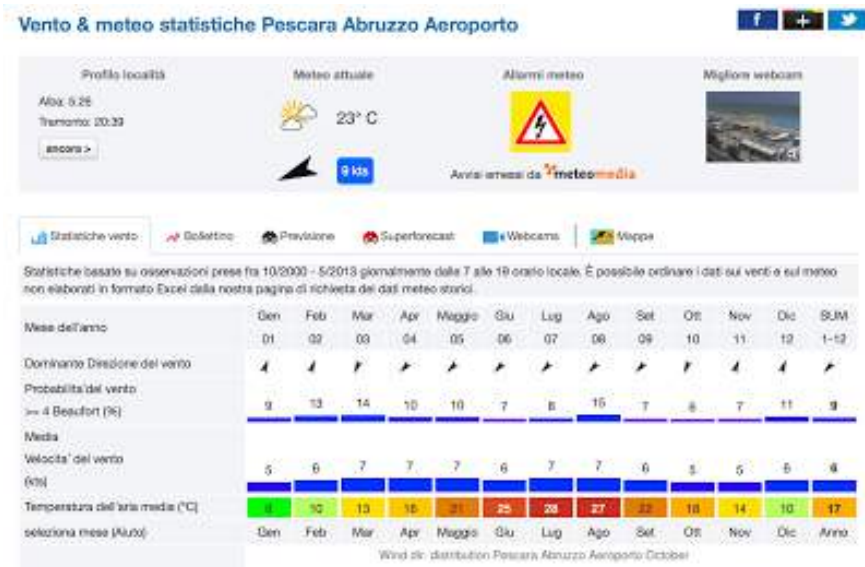 Vento & meteo statistiche Pescara Abruzzo Aeroporto
Profilo località
Meteo attuale
Allarmi meteo
Migliore webcam
Alba: 5:26
Tramonto: 20:39
ancora >
23° C
9 kts
Avvisi emessi da meteomedia
Statistiche vento Bollettino Previsione Superforecast Webcams Mappe
Statistiche basate su osservazioni prese fra 10/2000 - 5/2013 giornalmente dalle 7 alle 19 orario locale. È possibile ordinare i dati sui venti e sul meteo
non elaborati in formato Excel dalla nostra pagina di richiesta dei dati meteo storici.
Mese dell'anno
Gen Feb Mar Apr Maggio Giu Lug Ago Set Ott Nov Dic SUM
01 02 03 04 05 06 07 08 09 10 11 12 1-12
Dominante Direzione del vento
Probabilita'del vento
>= 4 Beaufort (%)
9 13 14 10 10 7 8 15 7 6 7 11 9
Media
Velocita' del vento
(kts)
5 6 7 7 7 6 7 7 6 5 5 6 6
Temperatura dell'aria media (°C)
10 13 16 21 25 28 27 22 18 14 10 17
seleziona mese (Aiuto)
Gen Feb Mar Apr Maggio Giu Lug Ago Set Ott Nov Dic Anno
Wind dir. distribution Pescara Abruzzo Aeroporto October